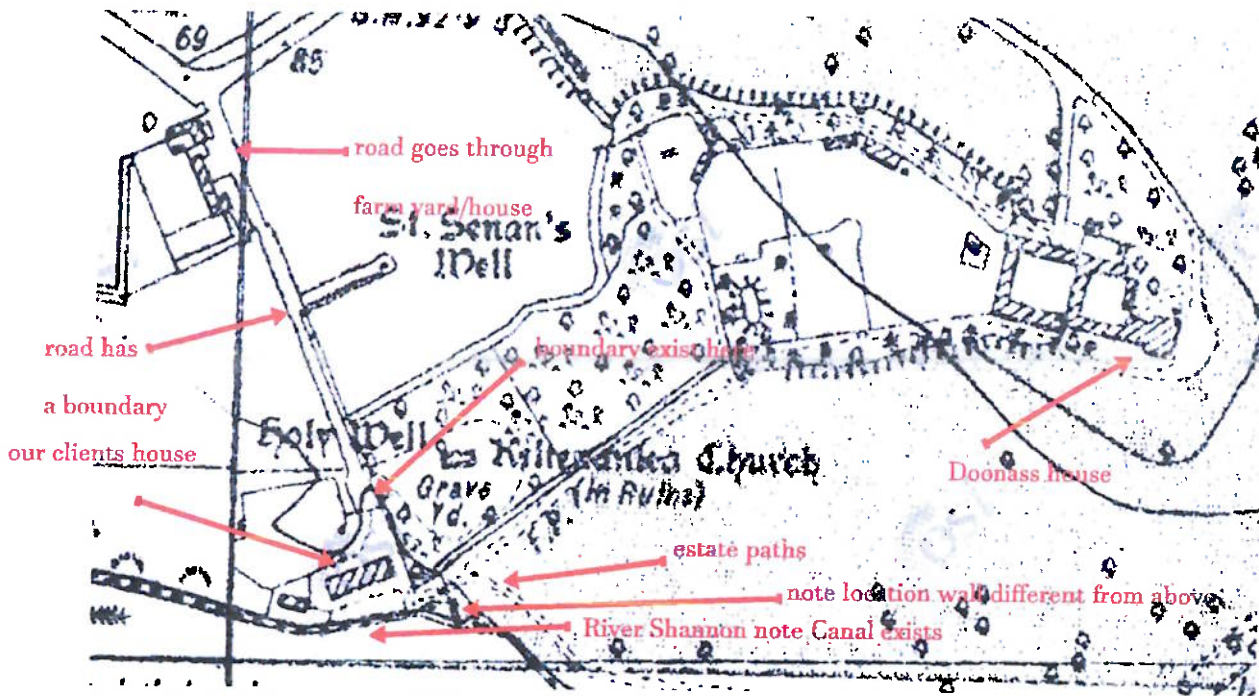 69
85
road goes through
farm yard/house
St. Senan's
Well
road has
a boundary
our clients house
boundary exist here
Holy Well
Church
(In Ruins)
Grave
Yd.
Doonass house
estate paths
note location wall different from above
River Shannon note Canal exists